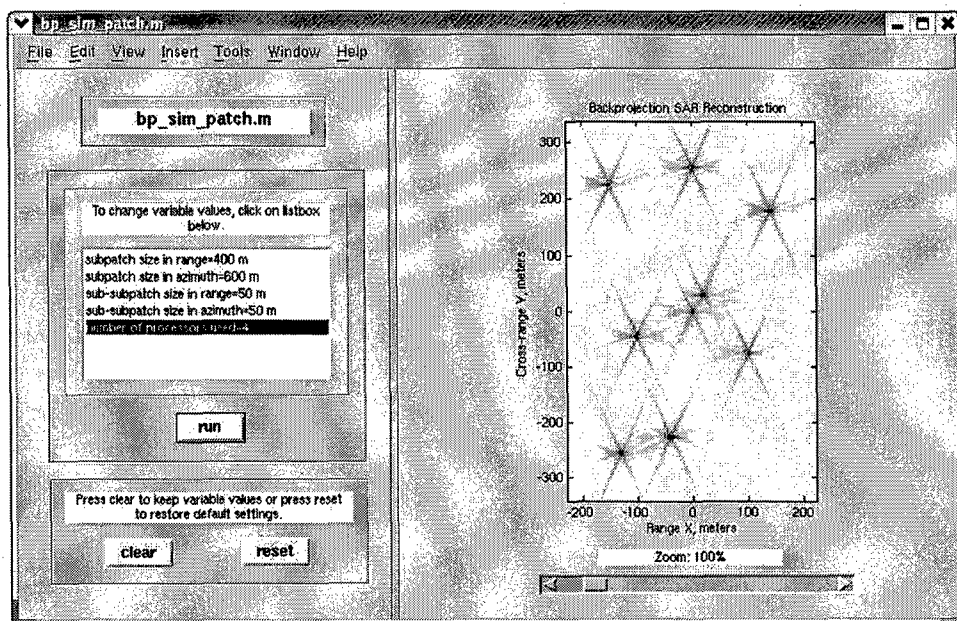 bp_sim_patch.m
File Edit View Insert Tools Window Help
bp_sim_patch.m
To change variable values, click on listbox
below.
subpatch size in range=400 m
subpatch size in azimuth=600 m
sub-subpatch size in range=50 m
sub-subpatch size in azimuth=50 m
number of processors used=4
run
Press clear to keep variable values or press reset
to restore default settings.
clear reset
Backprojection SAR Reconstruction
Cross-range Y, meters
300
200
100
0
-100
-200
-300
-200 -100 0 100 200
Range X, meters
Zoom: 100%